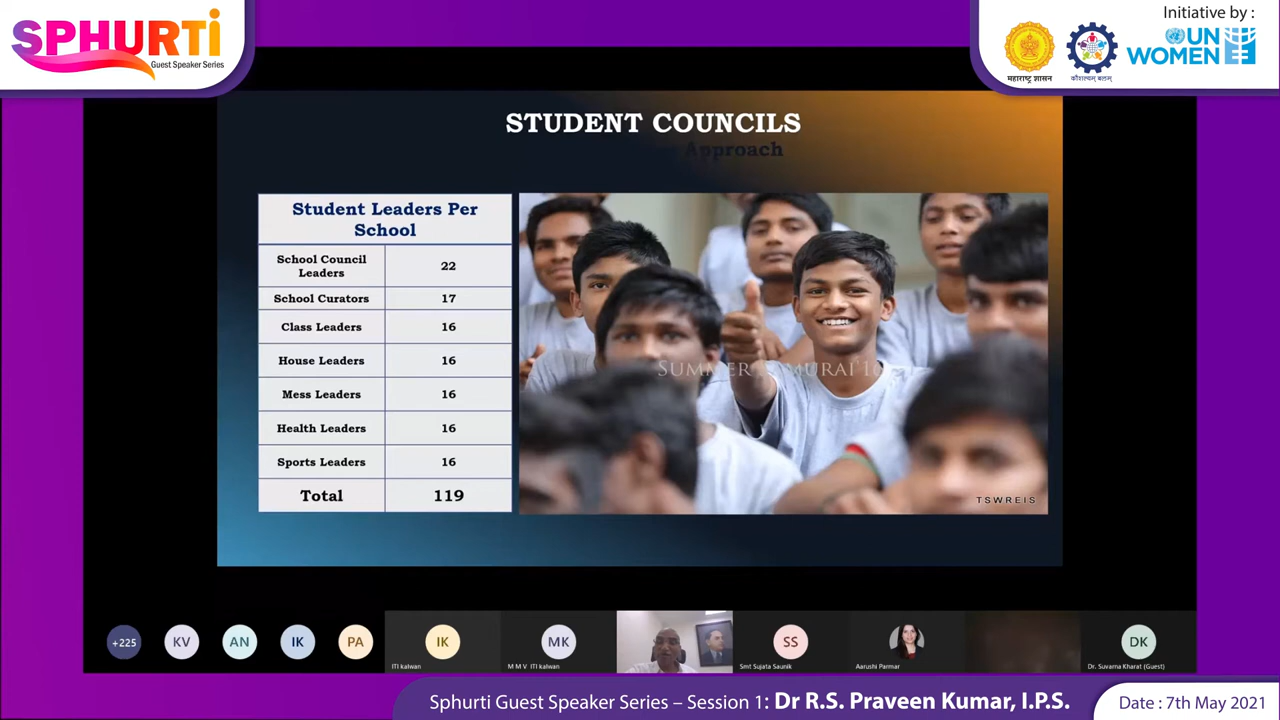 SPHURTI
Guest Speaker Series
Initiative by :
महाराष्ट्र शासन
कौशल्यम् बलम्
UN
WOMEN
STUDENT COUNCILS
Approach
Student Leaders Per
School
School Council
Leaders
22
School Curators 17
Class Leaders 16
House Leaders 16
Mess Leaders 16
Health Leaders 16
Sports Leaders 16
Total 119
SUMMER
TSWREIS
+225 KV AN IK PA IK MK SS DK
ITI kalwan
M M V ITI kalwan
Smt Sujata Saunik
Aarushi Parmar
Dr. Suvarna Kharat (Guest)
Sphurti Guest Speaker Series – Session 1: Dr R.S. Praveen Kumar, I.P.S.
Date : 7th May 2021